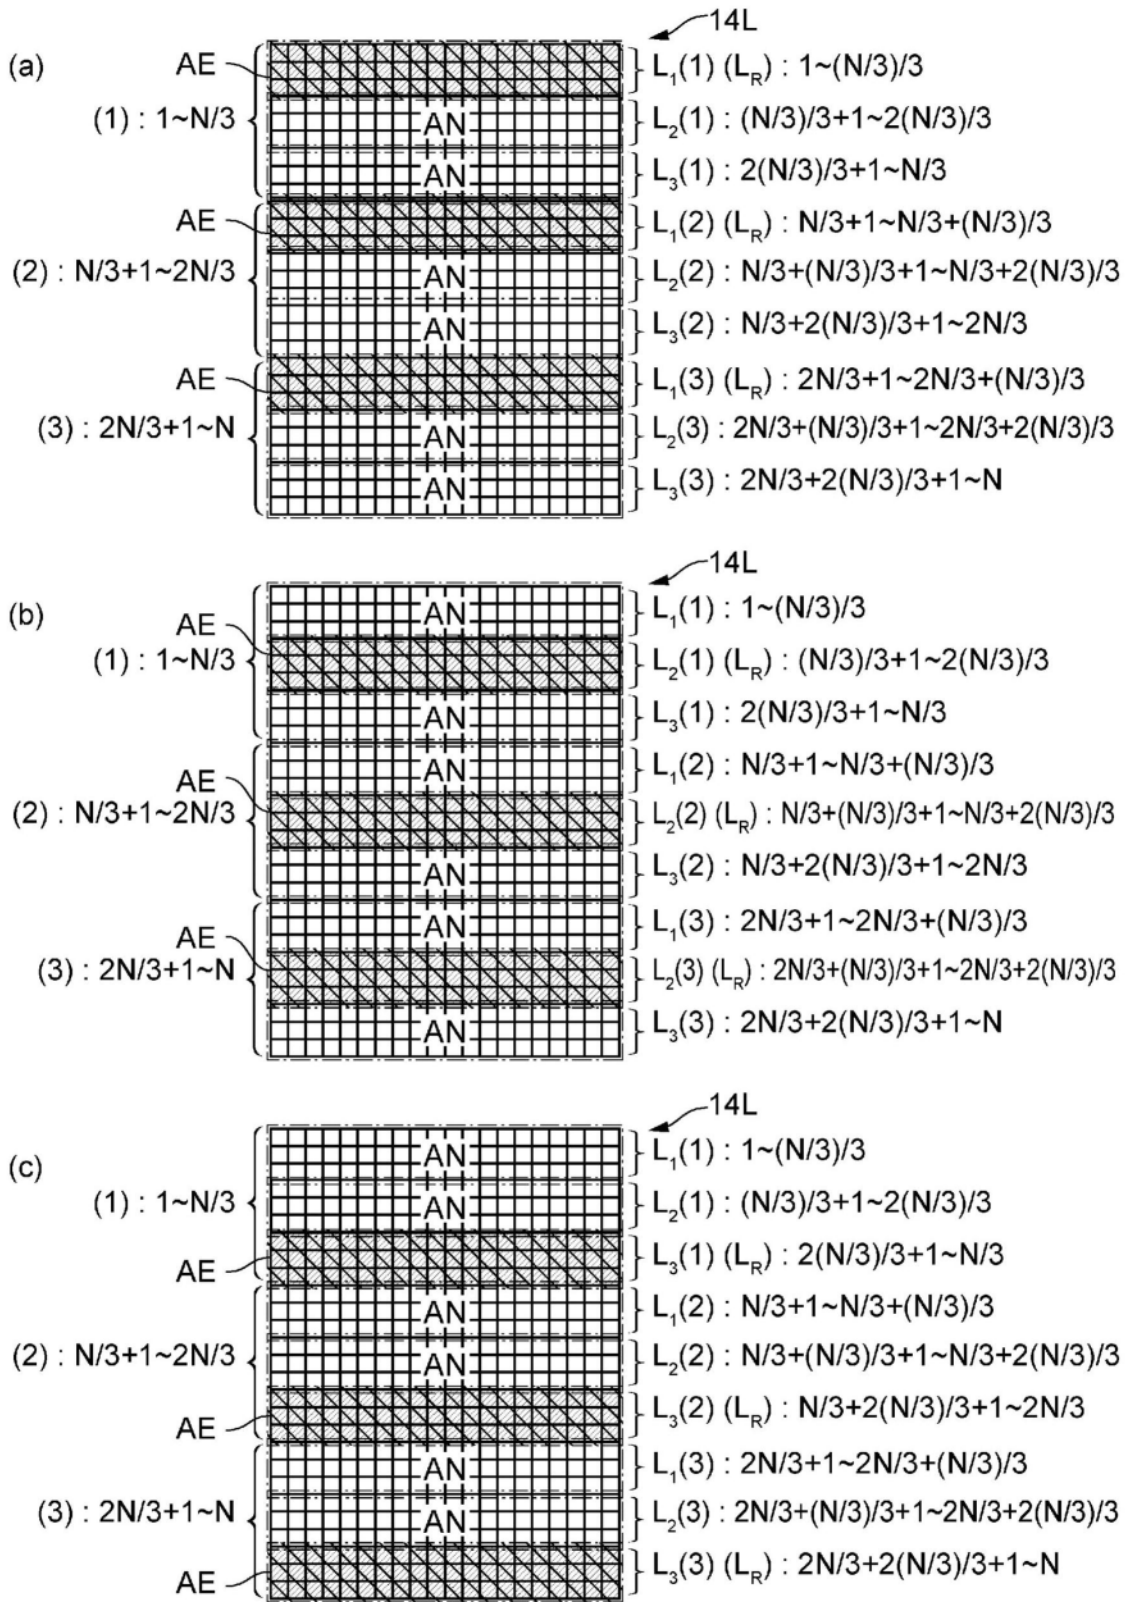 14L
(a)
AE
L₁(1) (L_R) : 1~(N/3)/3
(1) : 1~N/3
AN
L₂(1) : (N/3)/3+1~2(N/3)/3
AN
L₃(1) : 2(N/3)/3+1~N/3
AE
L₁(2) (L_R) : N/3+1~N/3+(N/3)/3
(2) : N/3+1~2N/3
AN
L₂(2) : N/3+(N/3)/3+1~N/3+2(N/3)/3
AN
L₃(2) : N/3+2(N/3)/3+1~2N/3
AE
L₁(3) (L_R) : 2N/3+1~2N/3+(N/3)/3
(3) : 2N/3+1~N
AN
L₂(3) : 2N/3+(N/3)/3+1~2N/3+2(N/3)/3
AN
L₃(3) : 2N/3+2(N/3)/3+1~N
14L
(b)
AN
L₁(1) : 1~(N/3)/3
AE
(1) : 1~N/3
L₂(1) (L_R) : (N/3)/3+1~2(N/3)/3
AN
L₃(1) : 2(N/3)/3+1~N/3
AN
L₁(2) : N/3+1~N/3+(N/3)/3
AE
(2) : N/3+1~2N/3
L₂(2) (L_R) : N/3+(N/3)/3+1~N/3+2(N/3)/3
AN
L₃(2) : N/3+2(N/3)/3+1~2N/3
AN
L₁(3) : 2N/3+1~2N/3+(N/3)/3
AE
(3) : 2N/3+1~N
L₂(3) (L_R) : 2N/3+(N/3)/3+1~2N/3+2(N/3)/3
AN
L₃(3) : 2N/3+2(N/3)/3+1~N
14L
(c)
AN
L₁(1) : 1~(N/3)/3
(1) : 1~N/3
AN
L₂(1) : (N/3)/3+1~2(N/3)/3
AE
L₃(1) (L_R) : 2(N/3)/3+1~N/3
AN
L₁(2) : N/3+1~N/3+(N/3)/3
(2) : N/3+1~2N/3
AN
L₂(2) : N/3+(N/3)/3+1~N/3+2(N/3)/3
AE
L₃(2) (L_R) : N/3+2(N/3)/3+1~2N/3
AN
L₁(3) : 2N/3+1~2N/3+(N/3)/3
(3) : 2N/3+1~N
AN
L₂(3) : 2N/3+(N/3)/3+1~2N/3+2(N/3)/3
AE
L₃(3) (L_R) : 2N/3+2(N/3)/3+1~N